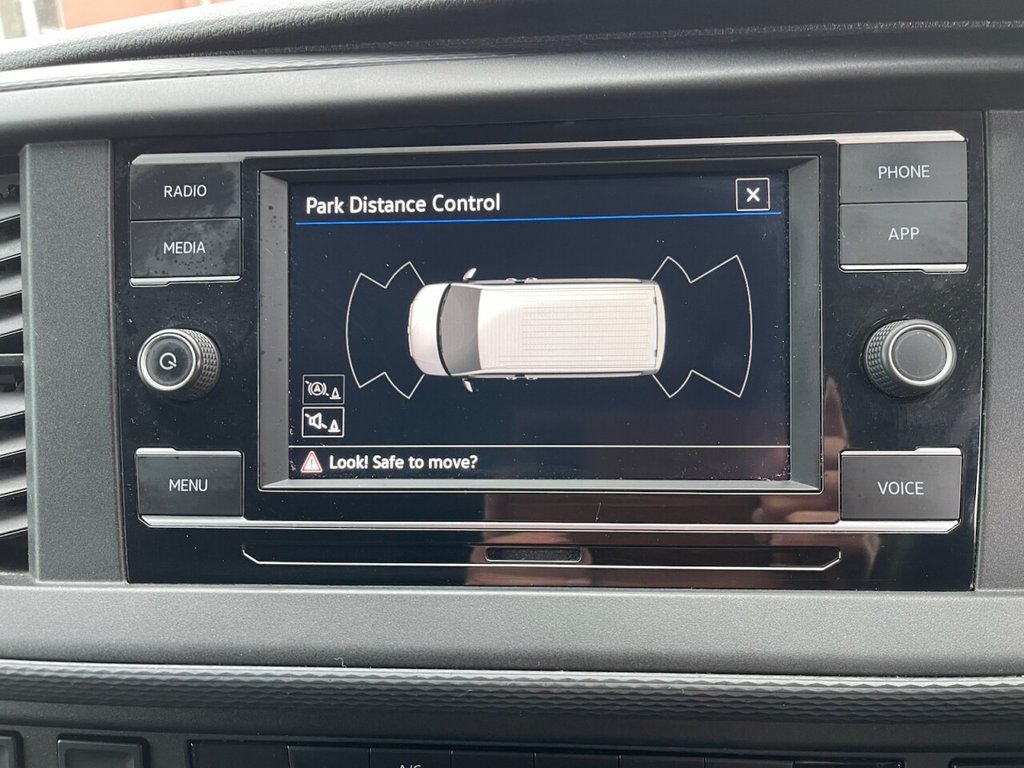 RADIO
MEDIA
MENU
Park Distance Control
Look! Safe to move?
PHONE
APP
VOICE
A/C